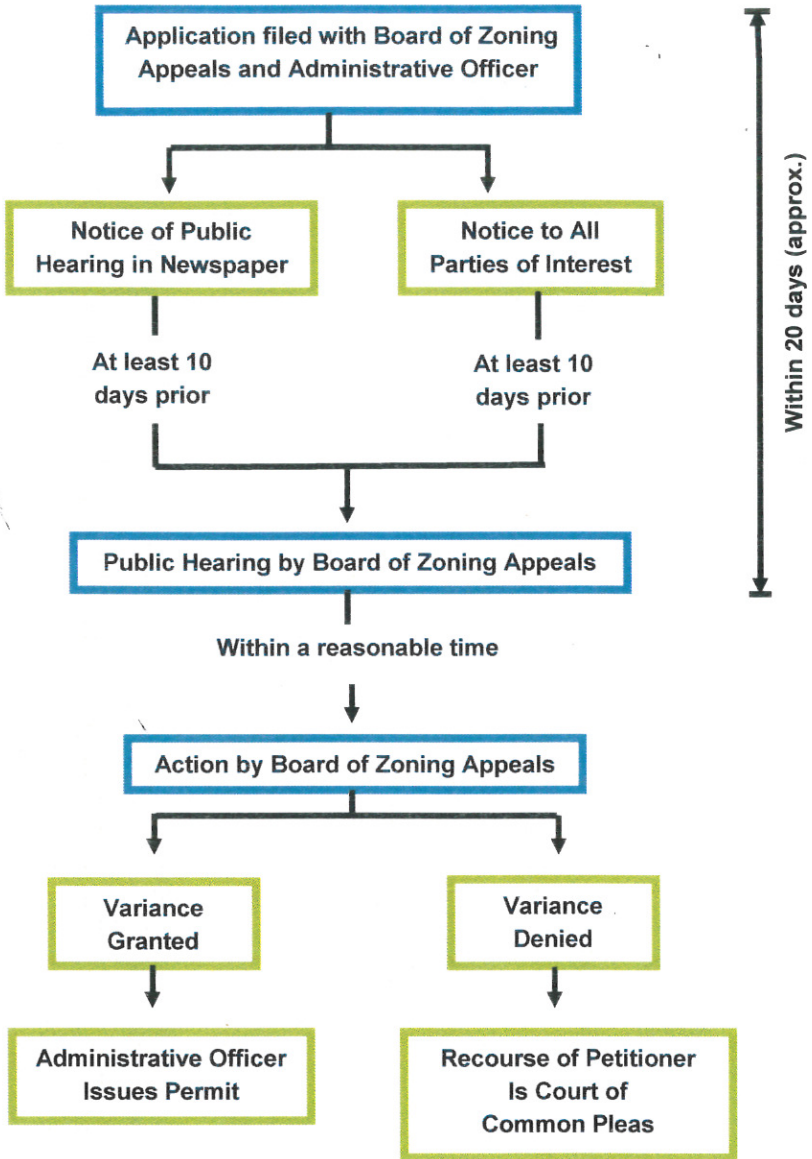 Application filed with Board of Zoning
Appeals and Administrative Officer
Notice of Public
Hearing in Newspaper
Notice to All
Parties of Interest
At least 10
days prior
At least 10
days prior
Within 20 days (approx.)
Public Hearing by Board of Zoning Appeals
Within a reasonable time
Action by Board of Zoning Appeals
Variance
Granted
Variance
Denied
Administrative Officer
Issues Permit
Recourse of Petitioner
Is Court of
Common Pleas